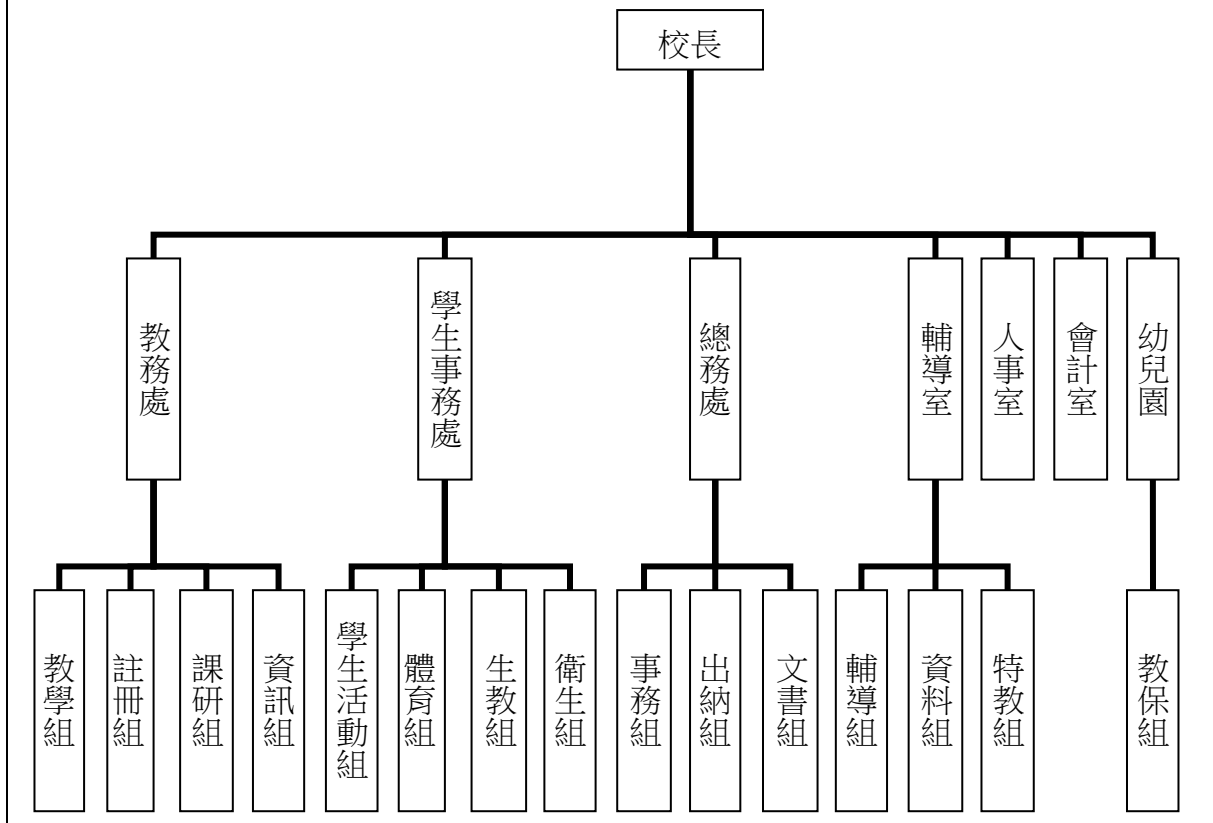 校長
教務處
學生事務處
總務處
輔導室
人事室
會計室
幼兒園
教學組
註冊組
課研組
資訊組
學生活動組
體育組
生教組
衛生組
事務組
出納組
文書組
輔導組
資料組
特教組
教保組